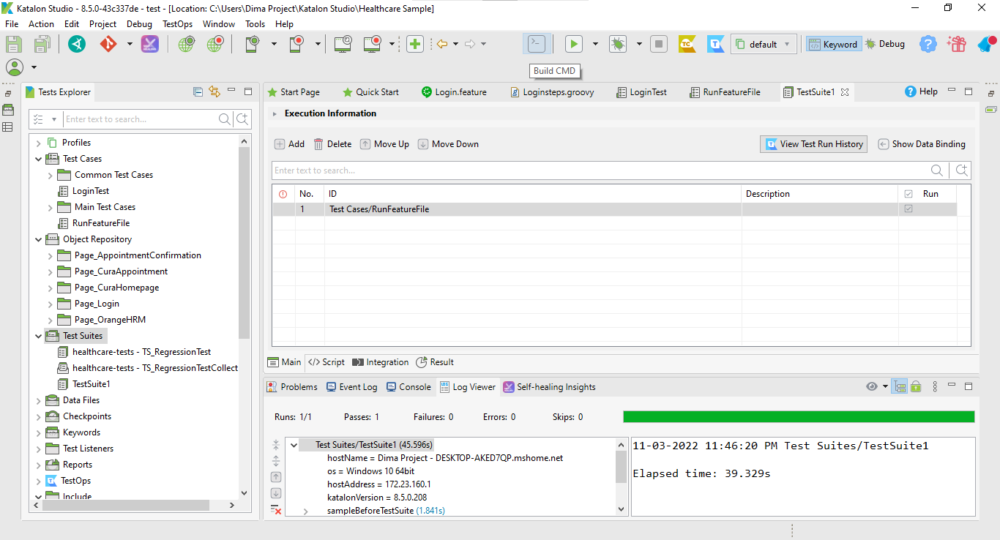 Katalon Studio - 8.5.0-43c337de - test - [Location: C:\Users\Dima Project\Katalon Studio\Healthcare Sample]
File Action Edit Project Debug TestOps Window Tools Help
default Keyword Debug
Build CMD
Tests Explorer
Start Page Quick Start Login.feature Loginsteps.groovy LoginTest RunFeatureFile TestSuite1 Help
Enter text to search...
Execution Information
Add Delete Move Up Move Down View Test Run History Show Data Binding
Enter text to search...
No. ID Description Run
1 Test Cases/RunFeatureFile
Profiles
Test Cases
Common Test Cases
LoginTest
Main Test Cases
RunFeatureFile
Object Repository
Page_AppointmentConfirmation
Page_CuraAppointment
Page_CuraHomepage
Page_Login
Page_OrangeHRM
Test Suites
healthcare-tests - TS_RegressionTest
healthcare-tests - TS_RegressionTestCollect
TestSuite1
Data Files
Checkpoints
Keywords
Test Listeners
Reports
TestOps
Include
Main Script Integration Result
Problems Event Log Console Log Viewer Self-healing Insights
Runs: 1/1 Passes: 1 Failures: 0 Errors: 0 Skips: 0
Test Suites/TestSuite1 (45.596s)
hostName = Dima Project - DESKTOP-AKED7QP.mshome.net
os = Windows 10 64bit
hostAddress = 172.23.160.1
katalonVersion = 8.5.0.208
sampleBeforeTestSuite (1.841s)
11-03-2022 11:46:20 PM Test Suites/TestSuite1
Elapsed time: 39.329s